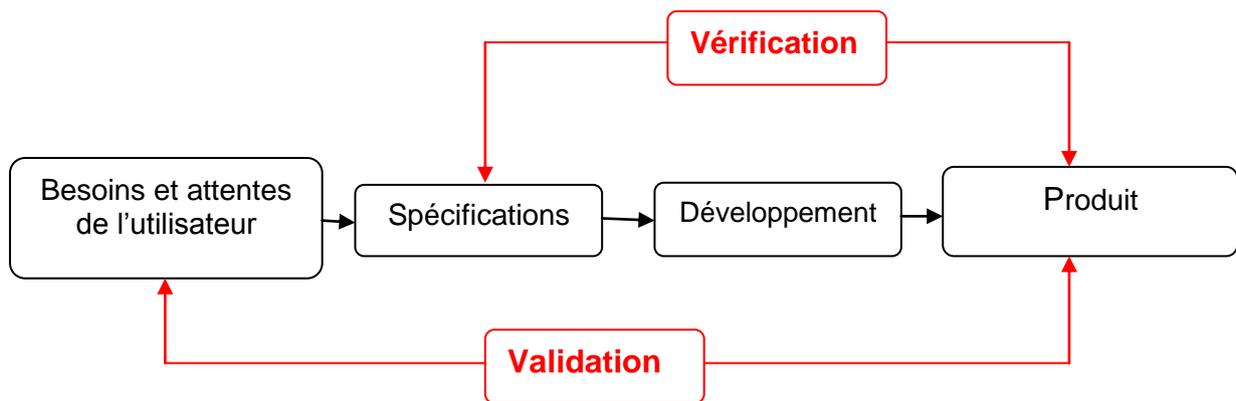 Vérification
Besoins et attentes
de l’utilisateur
Spécifications
Développement
Produit
Validation